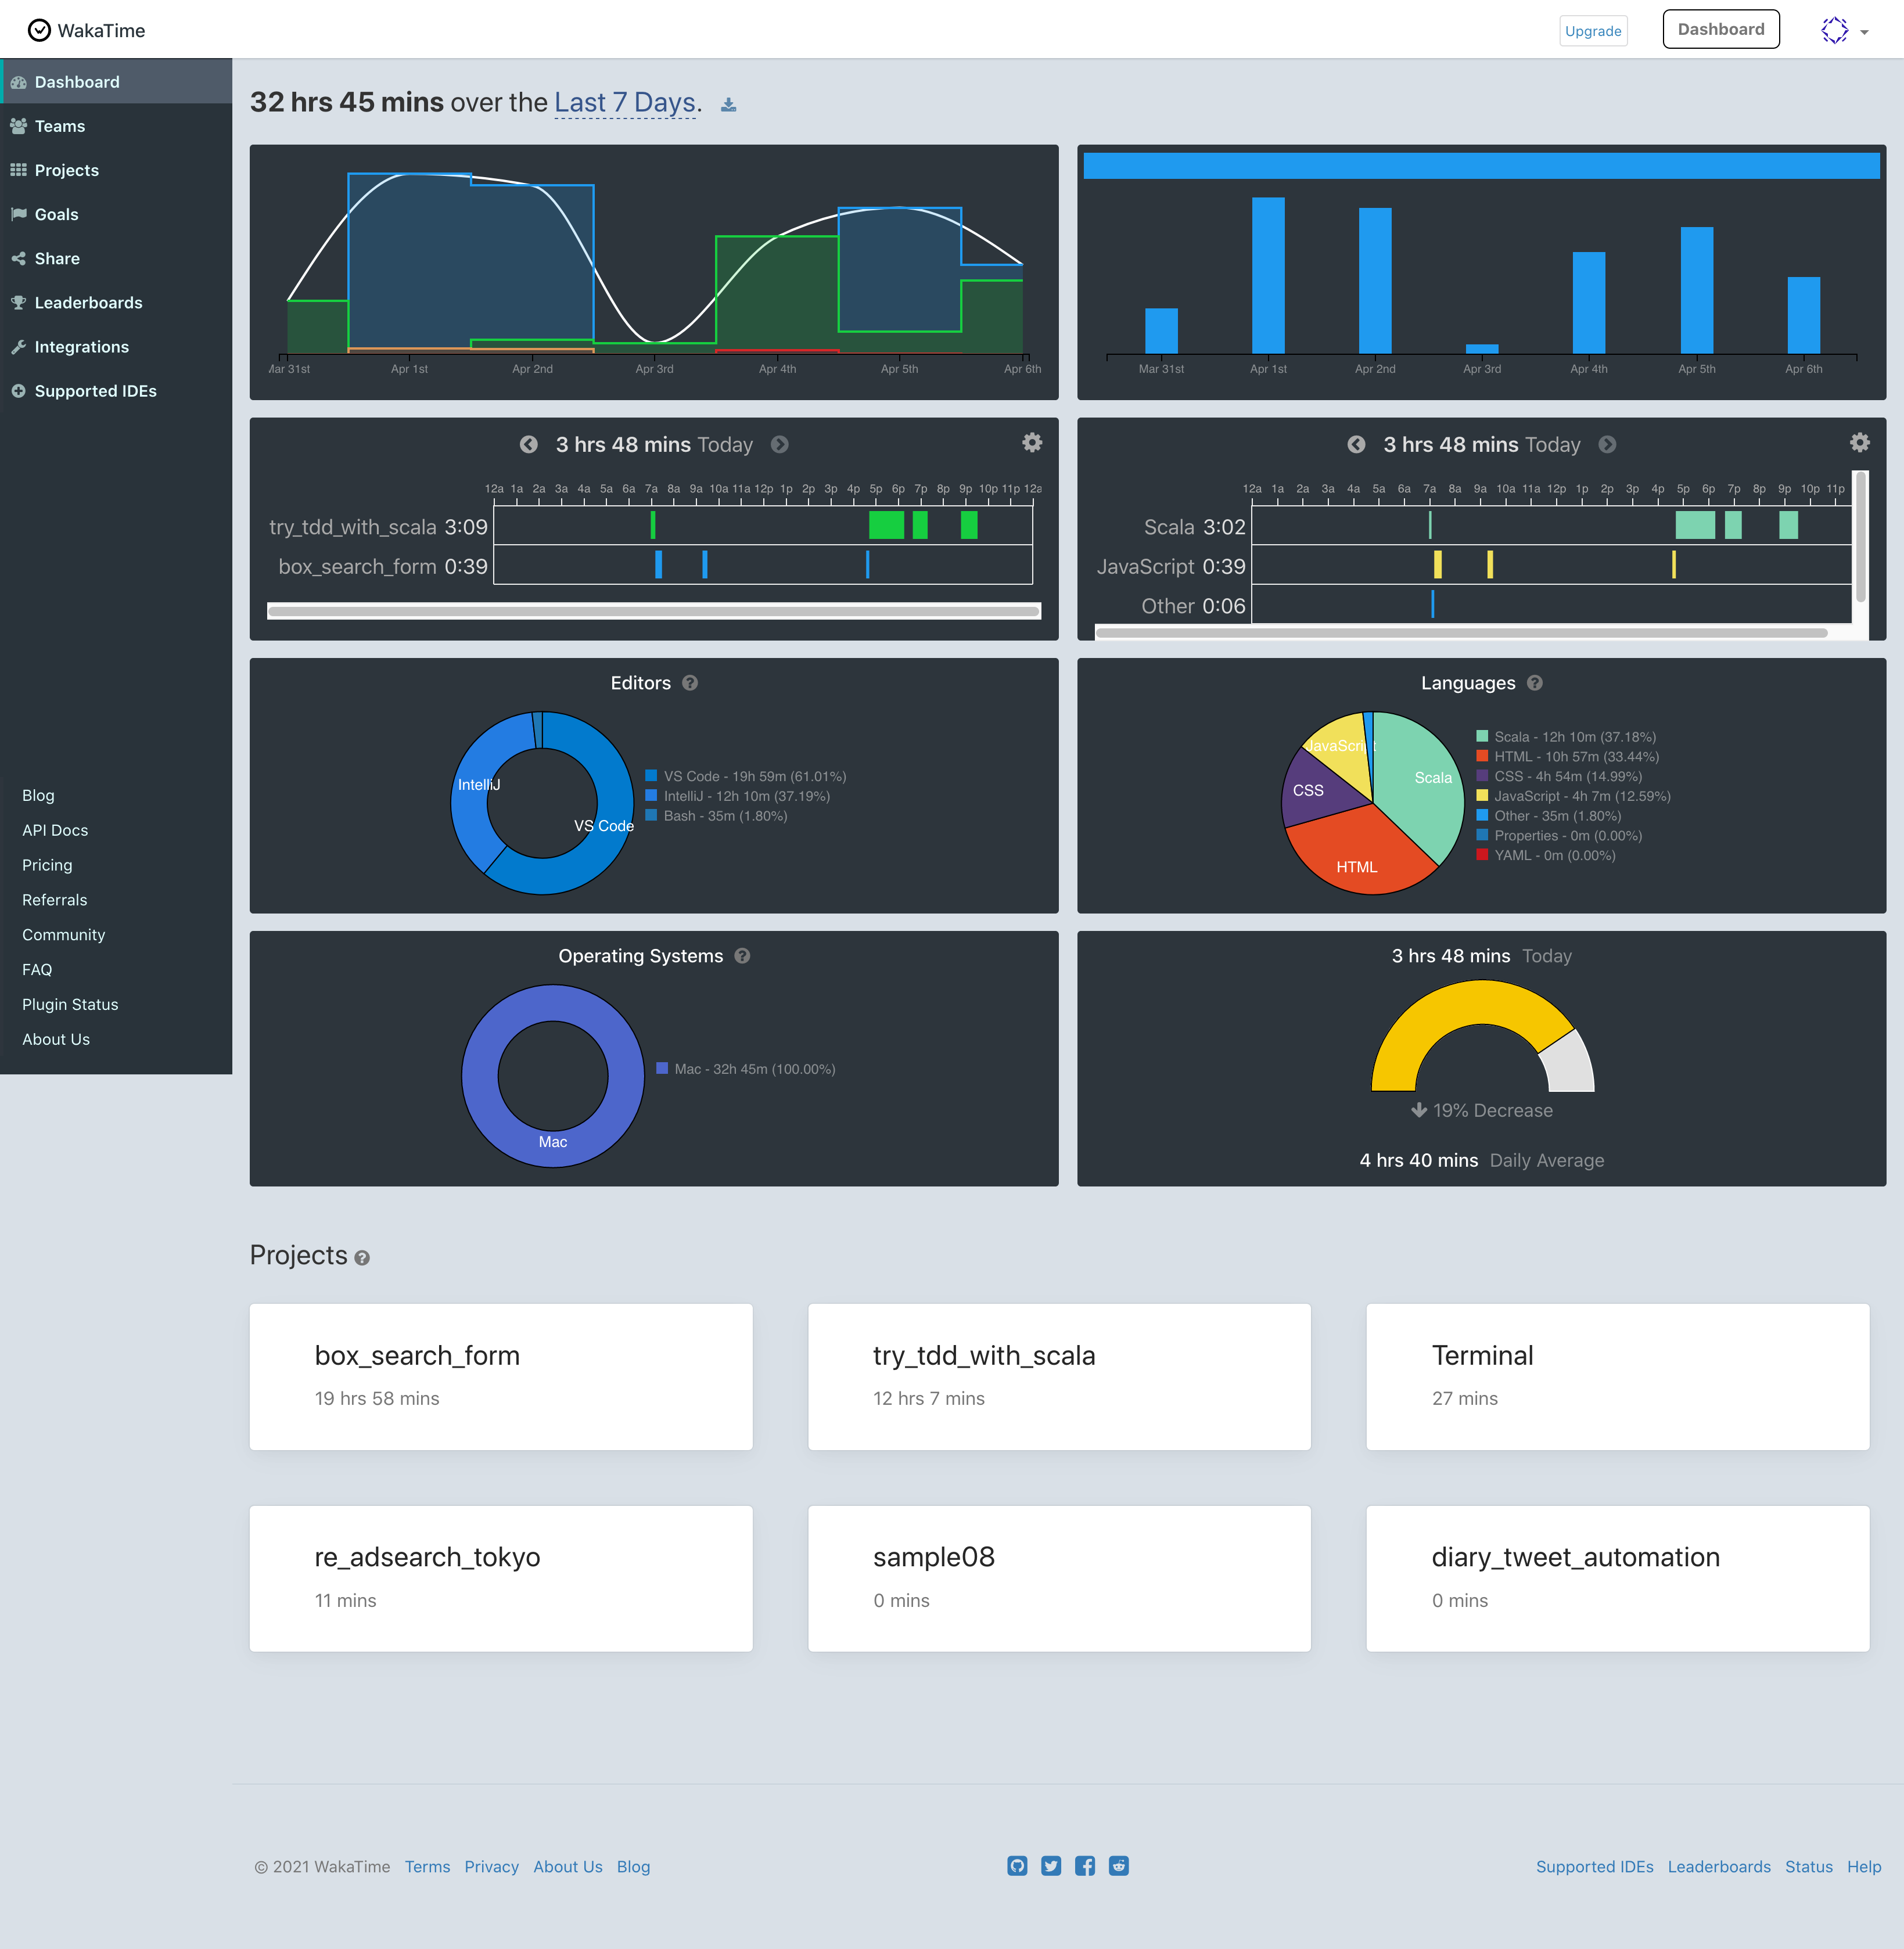 WakaTime
Upgrade
Dashboard
Dashboard
Teams
Projects
Goals
Share
Leaderboards
Integrations
Supported IDEs
Blog
API Docs
Pricing
Referrals
Community
FAQ
Plugin Status
About Us
32 hrs 45 mins over the Last 7 Days.
Mar 31st Apr 1st Apr 2nd Apr 3rd Apr 4th Apr 5th Apr 6th
Mar 31st Apr 1st Apr 2nd Apr 3rd Apr 4th Apr 5th Apr 6th
3 hrs 48 mins Today
12a 1a 2a 3a 4a 5a 6a 7a 8a 9a 10a 11a 12p 1p 2p 3p 4p 5p 6p 7p 8p 9p 10p 11p 12a
try_tdd_with_scala 3:09
box_search_form 0:39
3 hrs 48 mins Today
12a 1a 2a 3a 4a 5a 6a 7a 8a 9a 10a 11a 12p 1p 2p 3p 4p 5p 6p 7p 8p 9p 10p 11p
Scala 3:02
JavaScript 0:39
Other 0:06
Editors
IntelliJ
VS Code
VS Code - 19h 59m (61.01%)
IntelliJ - 12h 10m (37.19%)
Bash - 35m (1.80%)
Languages
JavaScript
Scala
CSS
HTML
Scala - 12h 10m (37.18%)
HTML - 10h 57m (33.44%)
CSS - 4h 54m (14.99%)
JavaScript - 4h 7m (12.59%)
Other - 35m (1.80%)
Properties - 0m (0.00%)
YAML - 0m (0.00%)
Operating Systems
Mac
Mac - 32h 45m (100.00%)
3 hrs 48 mins Today
19% Decrease
4 hrs 40 mins Daily Average
Projects
box_search_form
19 hrs 58 mins
try_tdd_with_scala
12 hrs 7 mins
Terminal
27 mins
re_adsearch_tokyo
11 mins
sample08
0 mins
diary_tweet_automation
0 mins
© 2021 WakaTime Terms Privacy About Us Blog
Supported IDEs Leaderboards Status Help